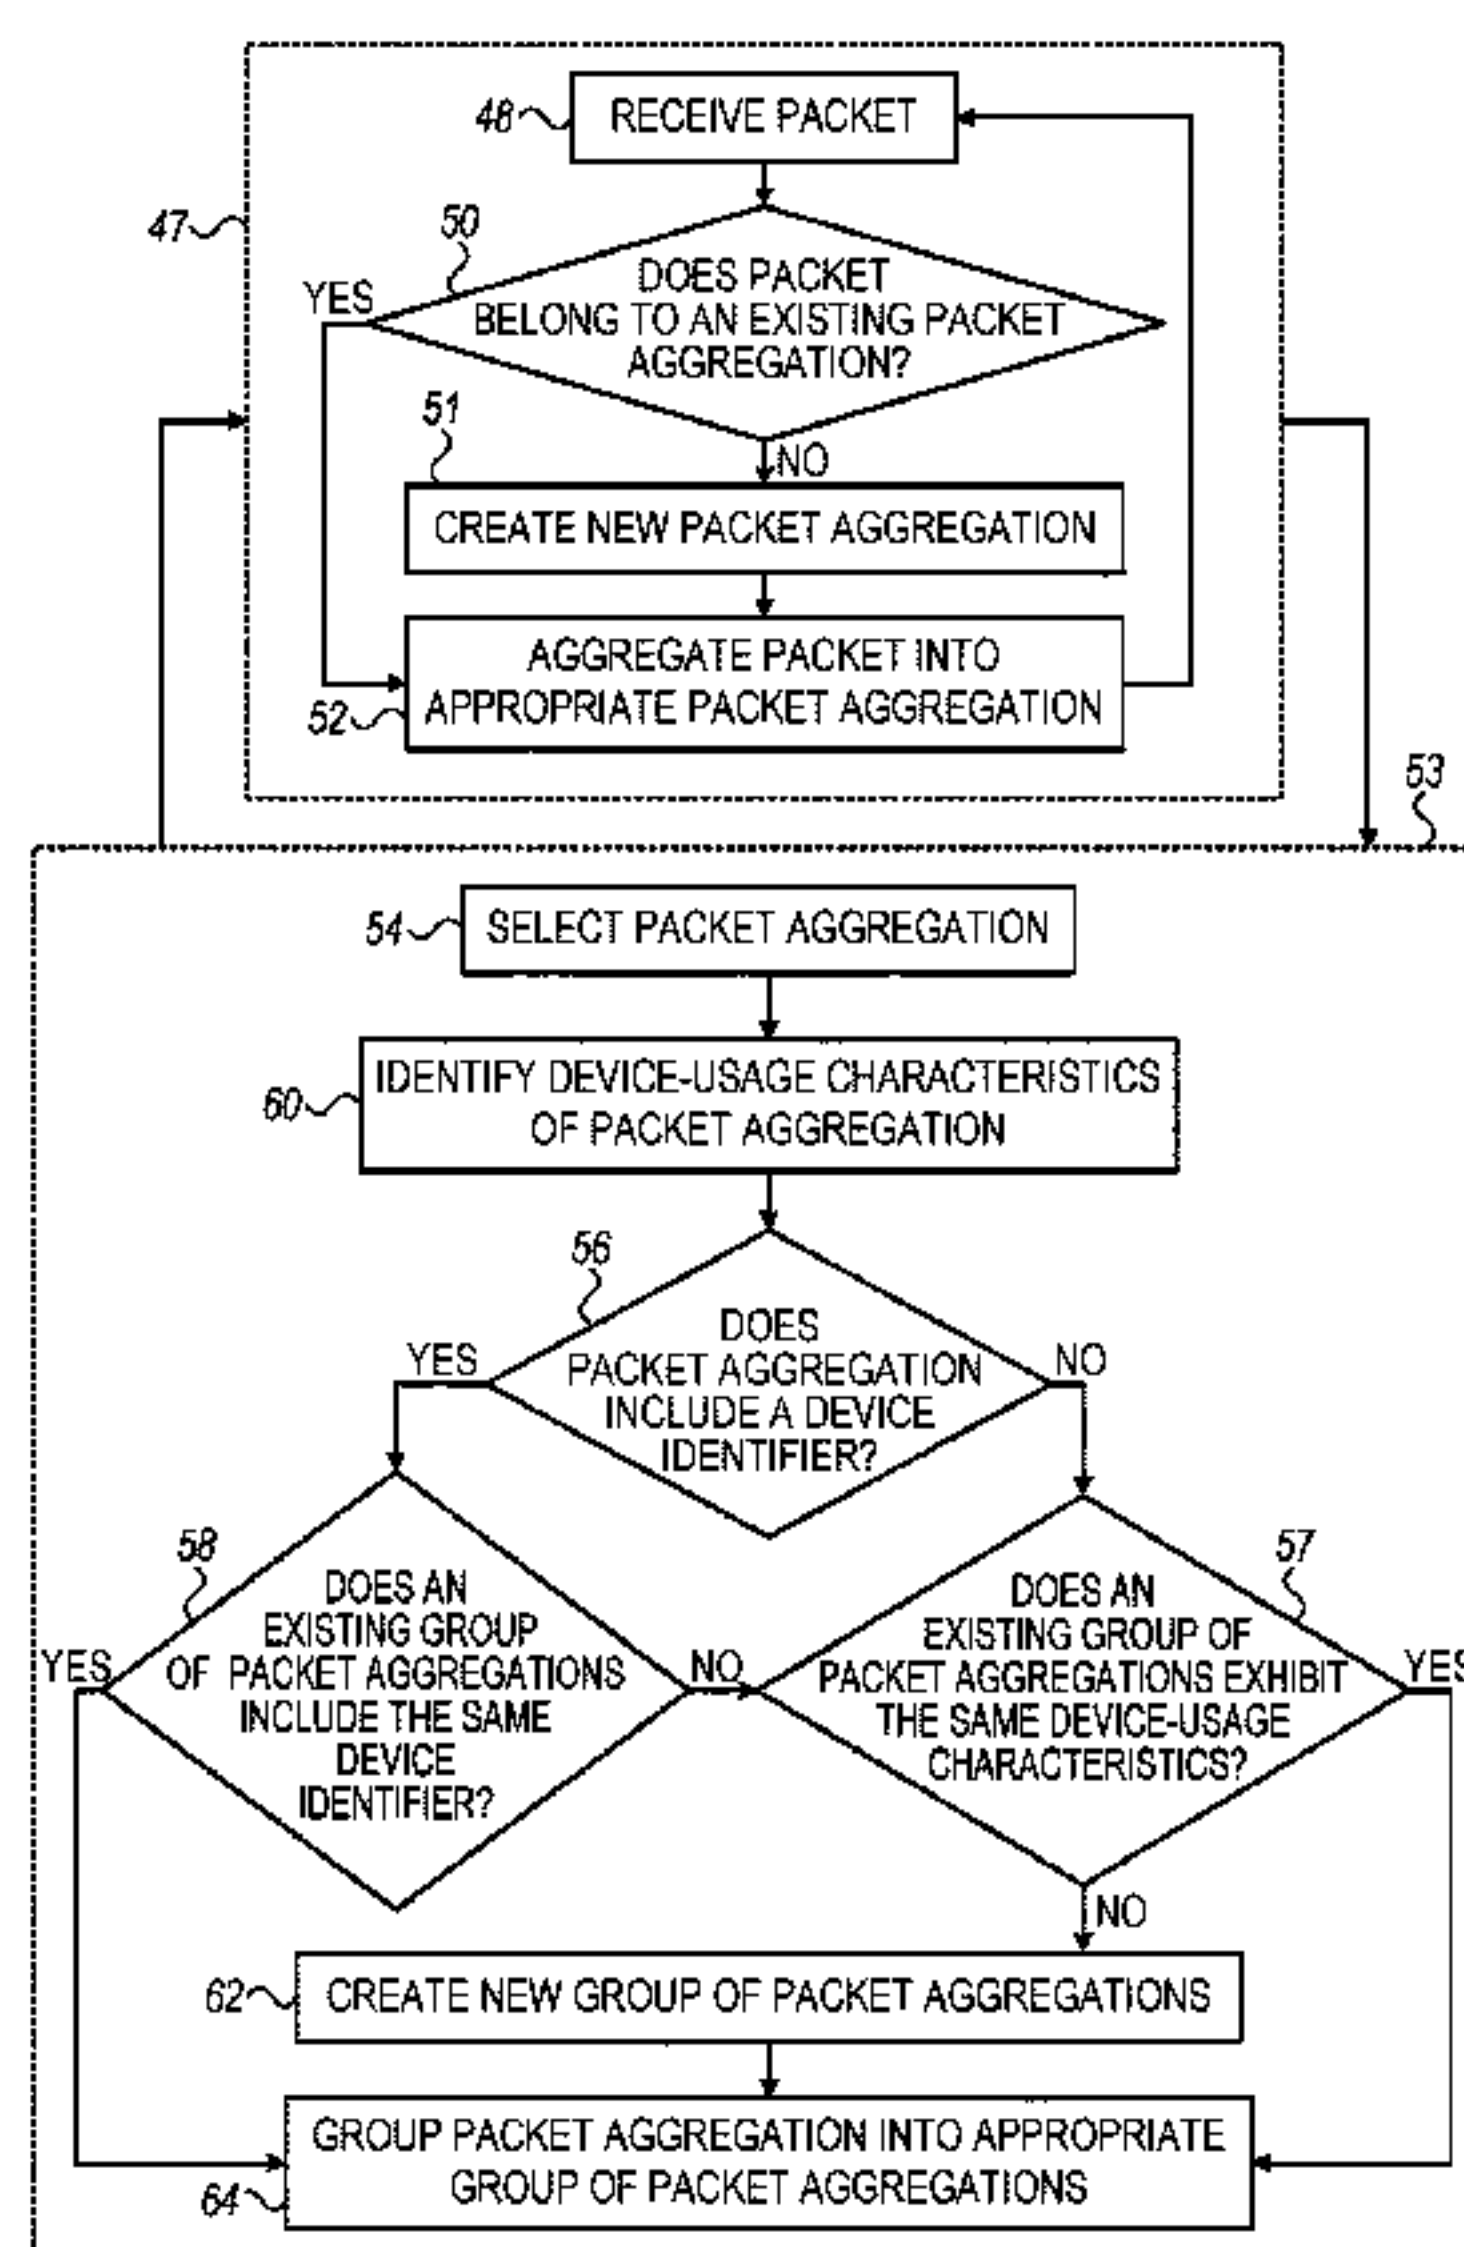 48
RECEIVE PACKET
47
50
YES
DOES PACKET
BELONG TO AN EXISTING PACKET
AGGREGATION?
51
NO
CREATE NEW PACKET AGGREGATION
AGGREGATE PACKET INTO
APPROPRIATE PACKET AGGREGATION
52
53
54
SELECT PACKET AGGREGATION
60
IDENTIFY DEVICE-USAGE CHARACTERISTICS
OF PACKET AGGREGATION
56
YES
DOES
PACKET AGGREGATION
INCLUDE A DEVICE
IDENTIFIER?
NO
58
YES
DOES AN
EXISTING GROUP
OF PACKET AGGREGATIONS
INCLUDE THE SAME
DEVICE
IDENTIFIER?
NO
57
DOES AN
EXISTING GROUP OF
PACKET AGGREGATIONS EXHIBIT
THE SAME DEVICE-USAGE
CHARACTERISTICS?
YES
NO
62
CREATE NEW GROUP OF PACKET AGGREGATIONS
GROUP PACKET AGGREGATION INTO APPROPRIATE
GROUP OF PACKET AGGREGATIONS
64